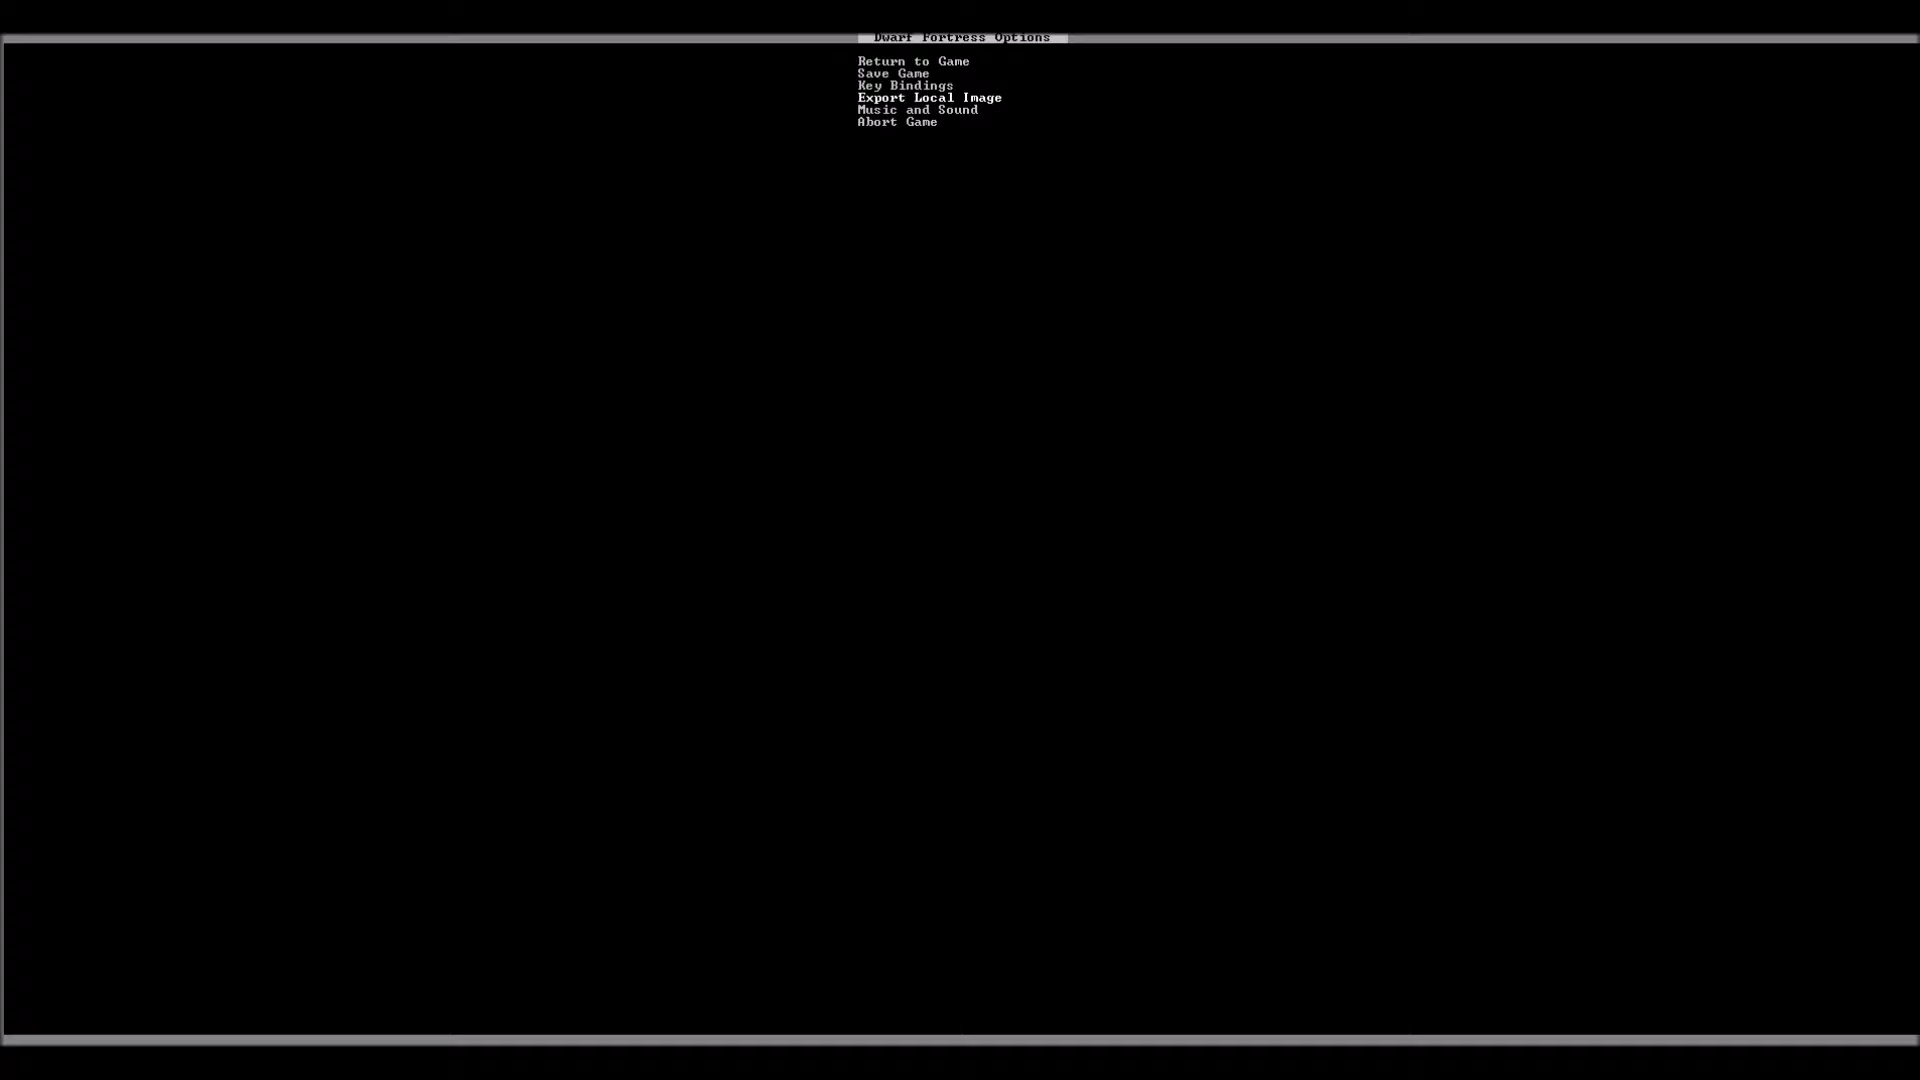 Dwarf Fortress Options
Return to Game
Save Game
Key Bindings
Export Local Image
Music and Sound
Abort Game